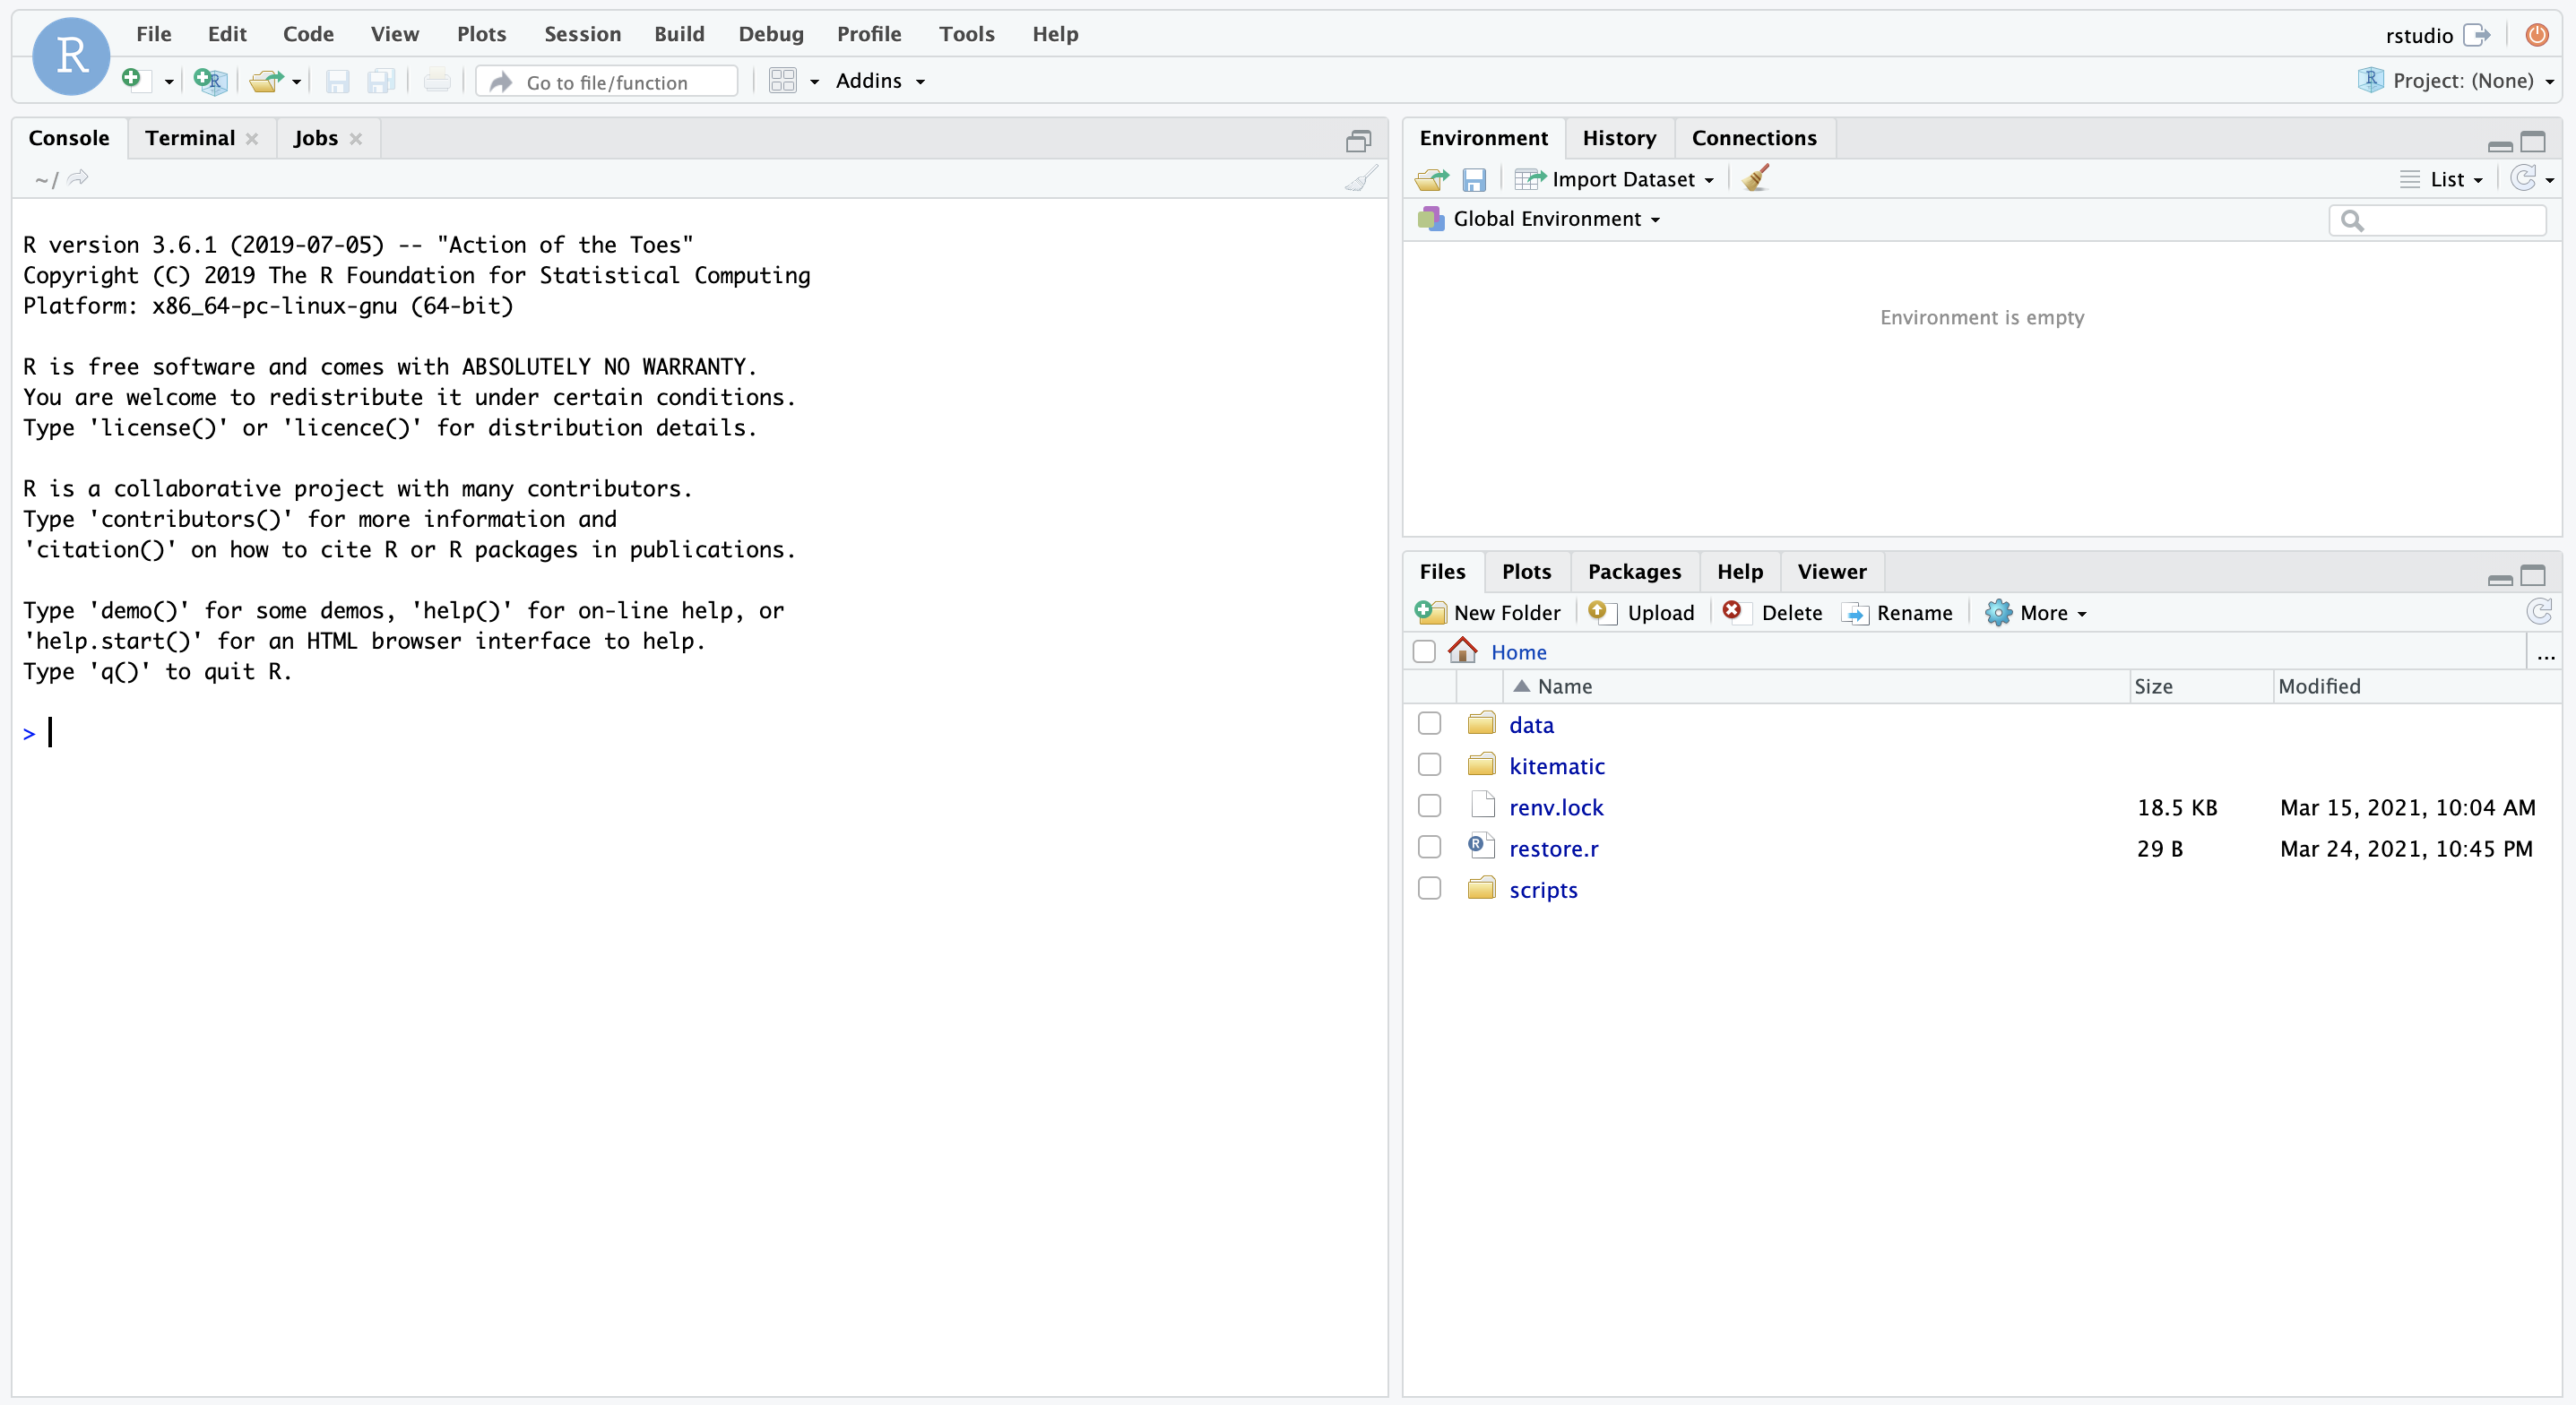 R
File Edit Code View Plots Session Build Debug Profile Tools Help
rstudio
Go to file/function
Addins
Project: (None)
Console Terminal Jobs
~/
R version 3.6.1 (2019-07-05) -- "Action of the Toes"
Copyright (C) 2019 The R Foundation for Statistical Computing
Platform: x86_64-pc-linux-gnu (64-bit)
R is free software and comes with ABSOLUTELY NO WARRANTY.
You are welcome to redistribute it under certain conditions.
Type 'license()' or 'licence()' for distribution details.
R is a collaborative project with many contributors.
Type 'contributors()' for more information and
'citation()' on how to cite R or R packages in publications.
Type 'demo()' for some demos, 'help()' for on-line help, or
'help.start()' for an HTML browser interface to help.
Type 'q()' to quit R.
>
Environment History Connections
Import Dataset List
Global Environment
Environment is empty
Files Plots Packages Help Viewer
New Folder Upload Delete Rename More
Home ...
Name Size Modified
data
kitematic
renv.lock 18.5 KB Mar 15, 2021, 10:04 AM
restore.r 29 B Mar 24, 2021, 10:45 PM
scripts